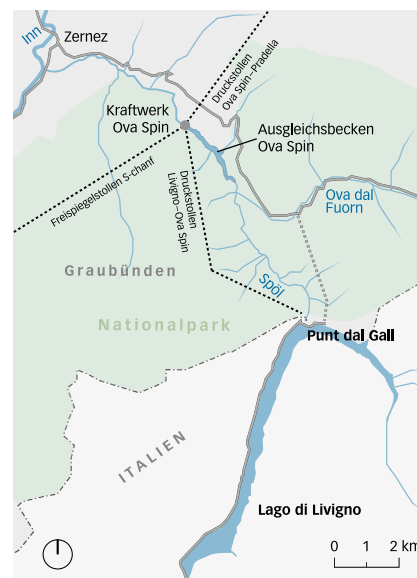 Inn
Zernez
Druckstollen
Ova Spin–Pradella
Kraftwerk
Ova Spin
Ausgleichsbecken
Ova Spin
Freispiegelstollen S-chanf
Druckstollen
Livigno–Ova Spin
Ova dal
Fuorn
Graubünden
Spöl
Nationalpark
Punt dal Gall
ITALIEN
Lago di Livigno
0 1 2 km